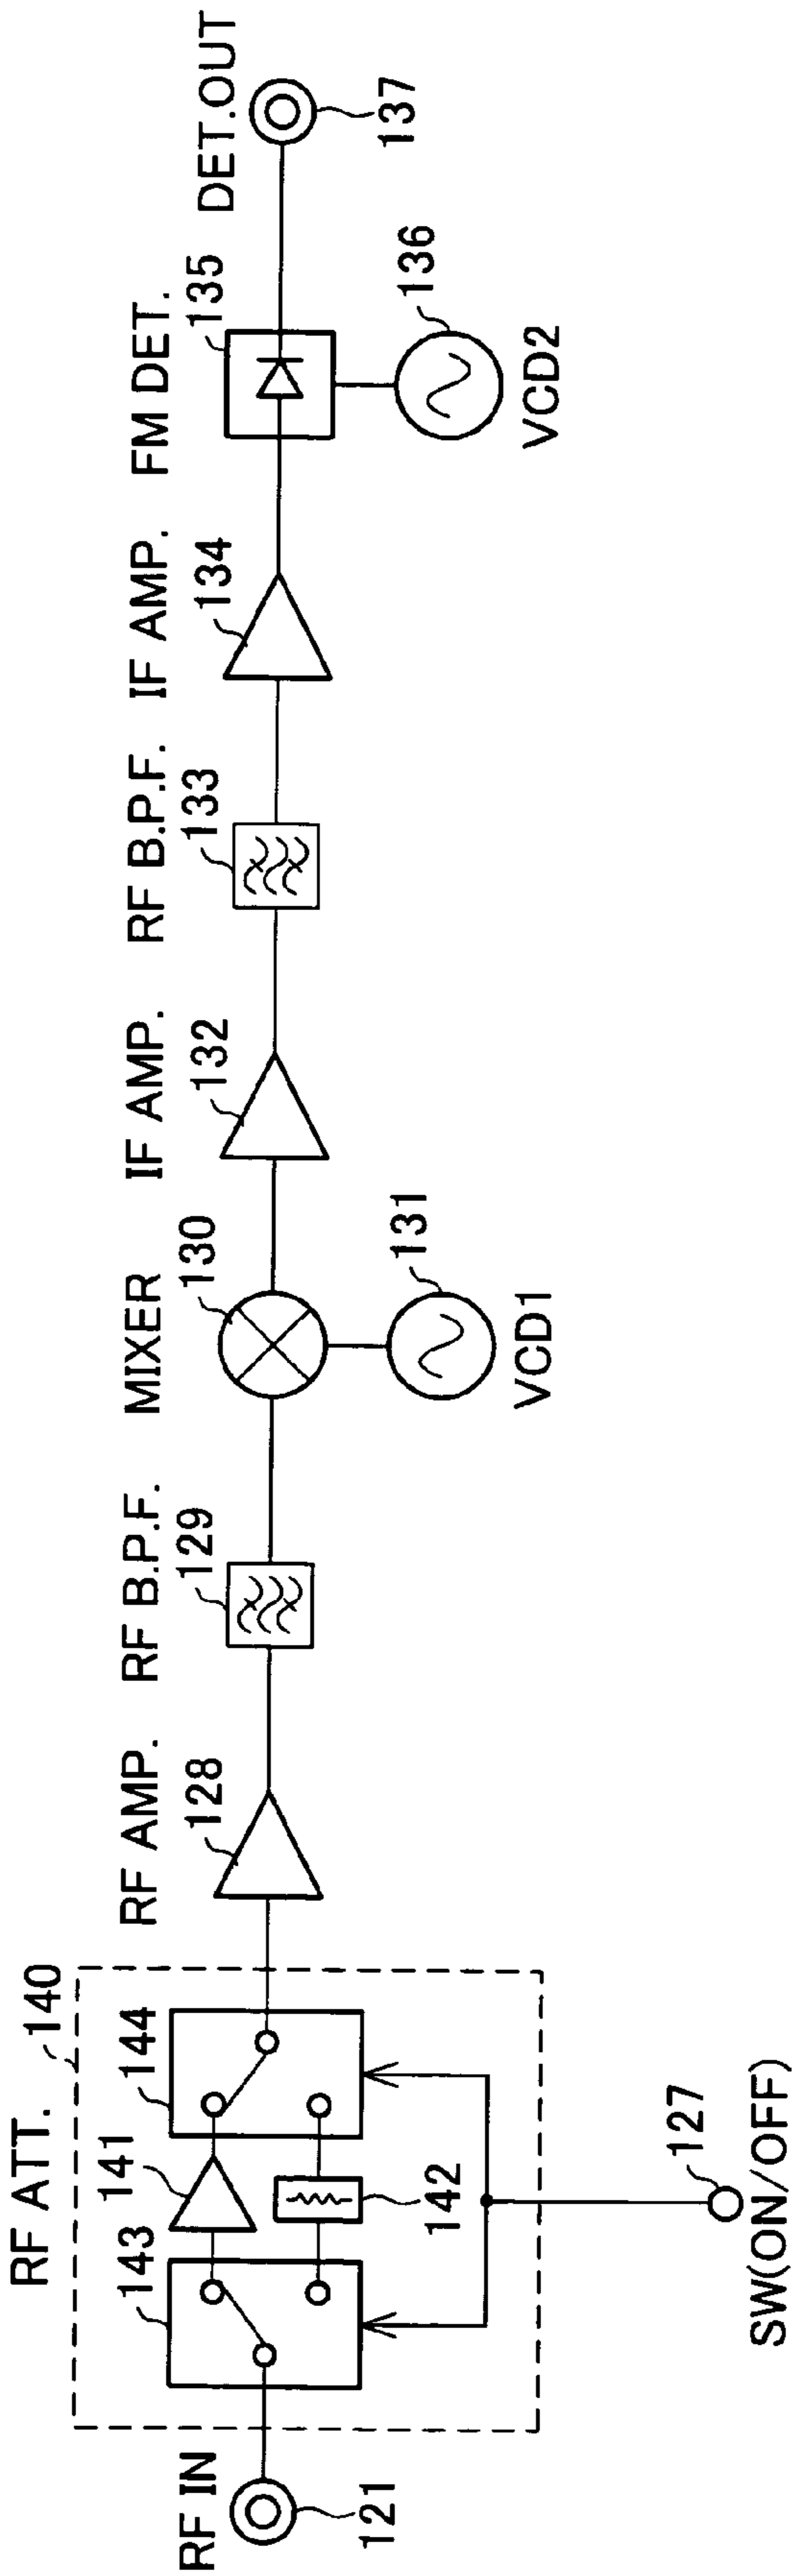 RF IN
121
RF ATT.
140
143
141
144
142
127
SW(ON/OFF)
RF AMP.
128
RF B.P.F.
129
MIXER
130
131
VCD1
IF AMP.
132
RF B.P.F.
133
IF AMP.
134
FM DET.
135
136
VCD2
DET.OUT
137